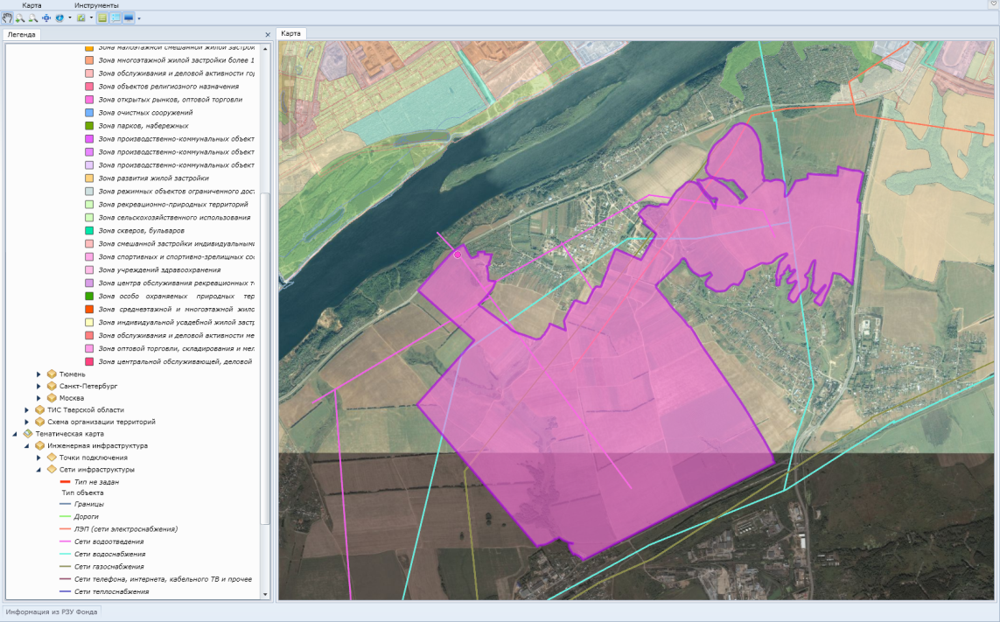 Карта Инструменты
Легенда
Карта
Зона малоэтажной смешанной жилой застрой
Зона многоэтажной жилой застройки более 1
Зона обслуживания и деловой активности го
Зона объектов религиозного назначения
Зона открытых рынков, оптовой торговли
Зона очистных сооружений
Зона парков, набережных
Зона производственно-коммунальных объект
Зона производственно-коммунальных объект
Зона производственно-коммунальных объект
Зона развития жилой застройки
Зона режимных объектов ограниченного дос
Зона рекреационно-природных территорий
Зона сельскохозяйственного использования
Зона скверов, бульваров
Зона смешанной застройки индивидуальными
Зона спортивных и спортивно-зрелищных соо
Зона учреждений здравоохранения
Зона центра обслуживания рекреационных т
Зона особо охраняемых природных тер
Зона среднеэтажной и многоэтажной жило
Зона индивидуальной усадебной жилой застр
Зона обслуживания и деловой активности ме
Зона оптовой торговли, складирования и мел
Зона центральной обслуживающей, деловой
Тюмень
Санкт-Петербург
Москва
ТИС Тверской области
Схема организации территорий
Тематическая карта
Инженерная инфраструктура
Точки подключения
Сети инфраструктуры
Тип не задан
Тип объекта
Границы
Дороги
ЛЭП (сети электроснабжения)
Сети водоотведения
Сети водоснабжения
Сети газоснабжения
Сети телефона, интернета, кабельного ТВ и прочее
Сети теплоснабжения
Информация из РЗУ Фонда